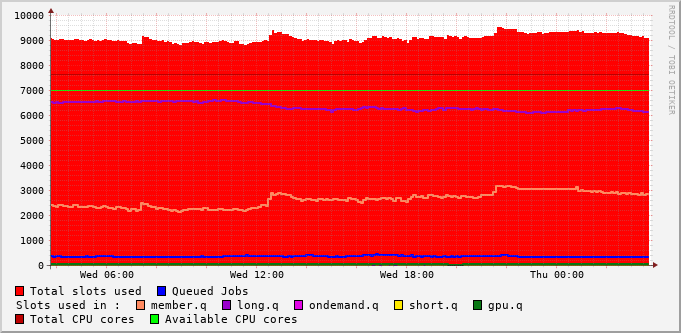 10000
9000
8000
7000
6000
5000
4000
3000
2000
1000
0
Wed 06:00 Wed 12:00 Wed 18:00 Thu 00:00
Total slots used Queued Jobs
Slots used in : member.q long.q ondemand.q short.q gpu.q
Total CPU cores Available CPU cores
RRDTOOL / TOBI OETIKER